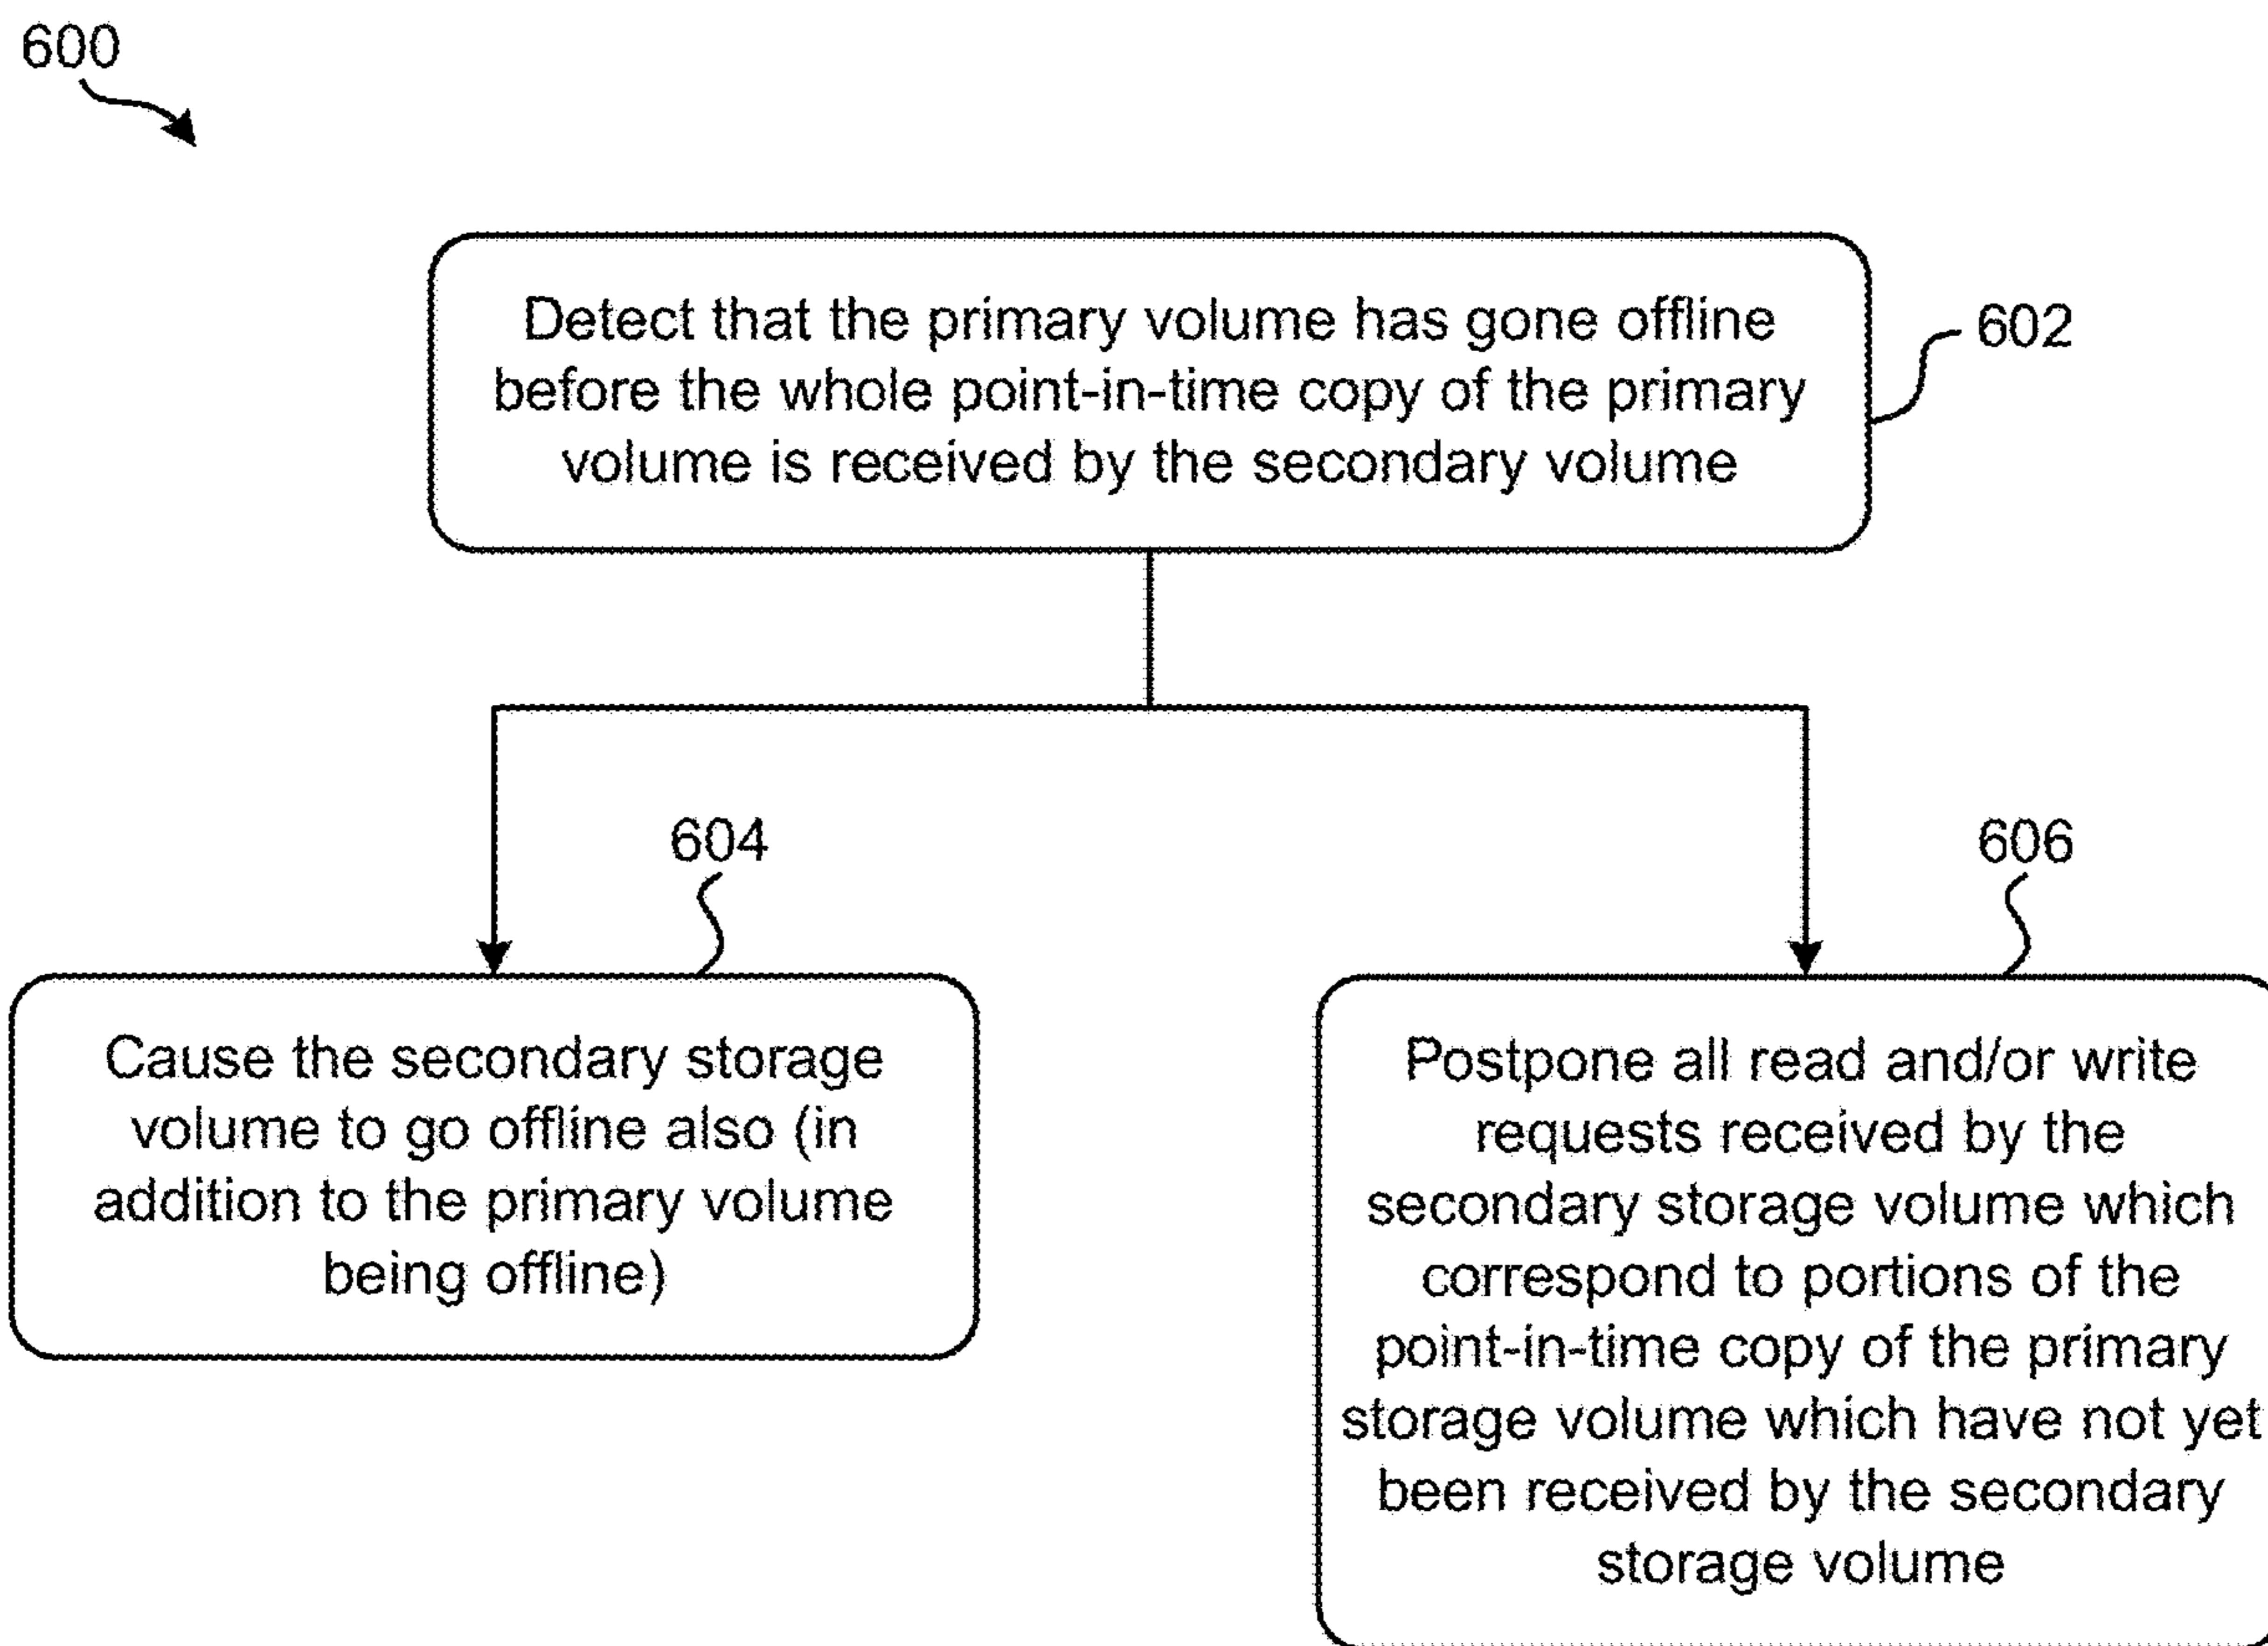 600
Detect that the primary volume has gone offline
before the whole point-in-time copy of the primary
volume is received by the secondary volume
602
604
Cause the secondary storage
volume to go offline also (in
addition to the primary volume
being offline)
606
Postpone all read and/or write
requests received by the
secondary storage volume which
correspond to portions of the
point-in-time copy of the primary
storage volume which have not yet
been received by the secondary
storage volume